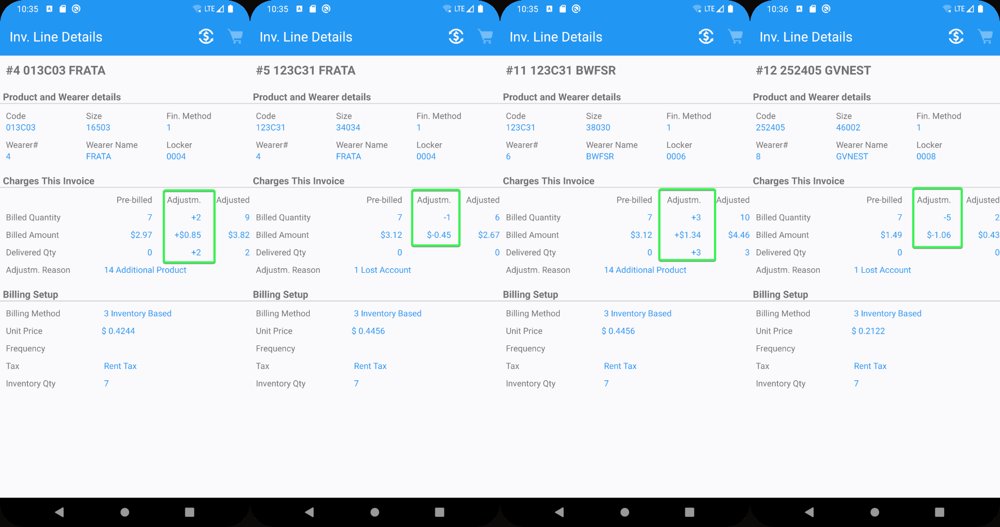 10:35 LTE
Inv. Line Details
#4 013C03 FRATA
Product and Wearer details
Code Size Fin. Method
013C03 16503 1
Wearer# Wearer Name Locker
4 FRATA 0004
Charges This Invoice
Pre-billed Adjustm. Adjusted
Billed Quantity 7 +2 9
Billed Amount $2.97 +$0.85 $3.82
Delivered Qty 0 +2 2
Adjustm. Reason 14 Additional Product
Billing Setup
Billing Method 3 Inventory Based
Unit Price $ 0.4244
Frequency
Tax Rent Tax
Inventory Qty 7
10:35 LTE
Inv. Line Details
#5 123C31 FRATA
Product and Wearer details
Code Size Fin. Method
123C31 34034 1
Wearer# Wearer Name Locker
4 FRATA 0004
Charges This Invoice
Pre-billed Adjustm. Adjusted
Billed Quantity 7 -1 6
Billed Amount $3.12 $-0.45 $2.67
Delivered Qty 0 0
Adjustm. Reason 1 Lost Account
Billing Setup
Billing Method 3 Inventory Based
Unit Price $ 0.4456
Frequency
Tax Rent Tax
Inventory Qty 7
10:35 LTE
Inv. Line Details
#11 123C31 BWFSR
Product and Wearer details
Code Size Fin. Method
123C31 38030 1
Wearer# Wearer Name Locker
6 BWFSR 0006
Charges This Invoice
Pre-billed Adjustm. Adjusted
Billed Quantity 7 +3 10
Billed Amount $3.12 +$1.34 $4.46
Delivered Qty 0 +3 3
Adjustm. Reason 14 Additional Product
Billing Setup
Billing Method 3 Inventory Based
Unit Price $ 0.4456
Frequency
Tax Rent Tax
Inventory Qty 7
10:36 LTE
Inv. Line Details
#12 252405 GVNEST
Product and Wearer details
Code Size Fin. Method
252405 46002 1
Wearer# Wearer Name Locker
8 GVNEST 0008
Charges This Invoice
Pre-billed Adjustm. Adjusted
Billed Quantity 7 -5 2
Billed Amount $1.49 $-1.06 $0.43
Delivered Qty 0 0
Adjustm. Reason 1 Lost Account
Billing Setup
Billing Method 3 Inventory Based
Unit Price $ 0.2122
Frequency
Tax Rent Tax
Inventory Qty 7